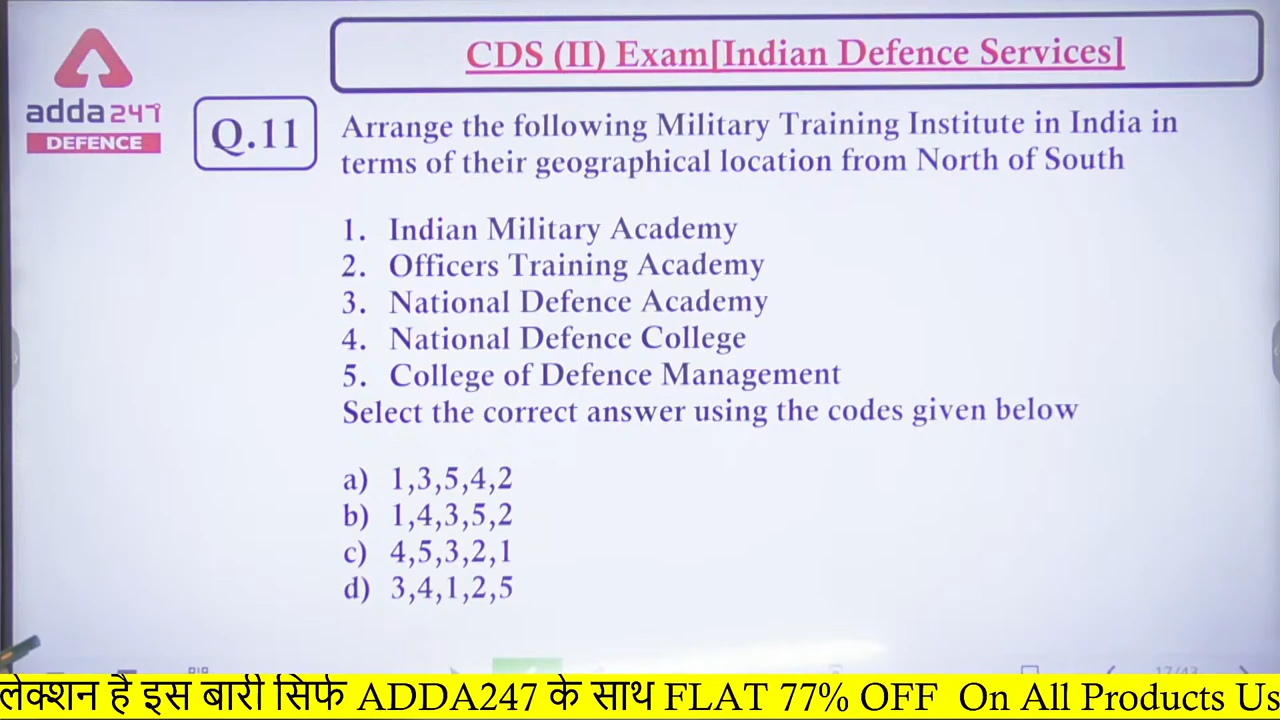 CDS (II) Exam[Indian Defence Services]
adda247
DEFENCE
Q.11
Arrange the following Military Training Institute in India in
terms of their geographical location from North of South
1. Indian Military Academy
2. Officers Training Academy
3. National Defence Academy
4. National Defence College
5. College of Defence Management
Select the correct answer using the codes given below
a) 1,3,5,4,2
b) 1,4,3,5,2
c) 4,5,3,2,1
d) 3,4,1,2,5
17/43
लेक्शन है इस बारी सिर्फ ADDA247 के साथ FLAT 77% OFF On All Products Us